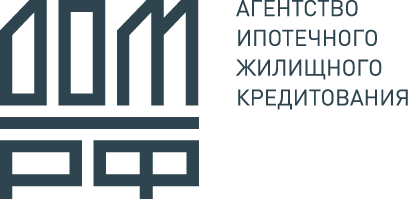 ДОМ
РФ
АГЕНТСТВО
ИПОТЕЧНОГО
ЖИЛИЩНОГО
КРЕДИТОВАНИЯ